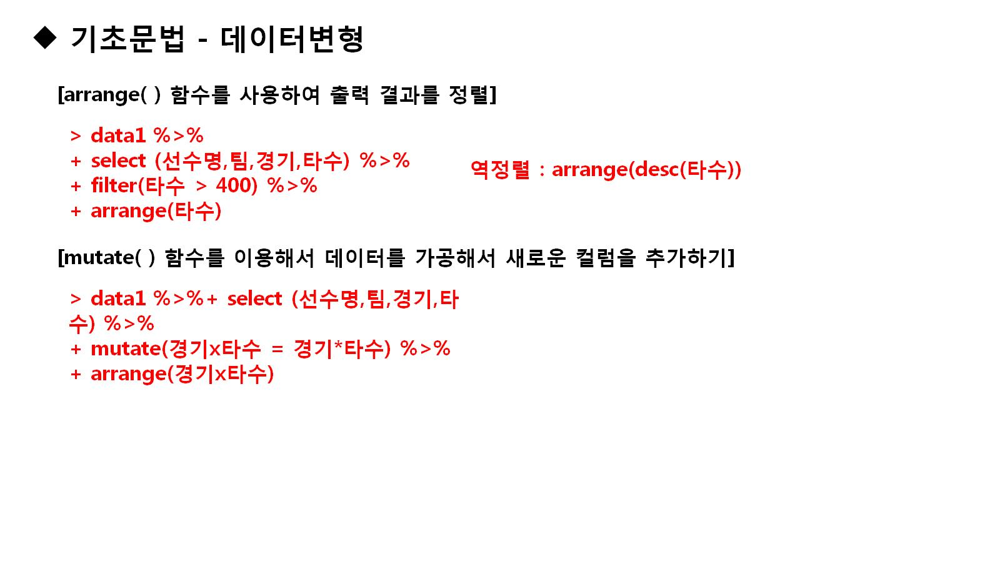 ◆ 기초문법 - 데이터변형
[arrange( ) 함수를 사용하여 출력 결과를 정렬]
> data1 %>%
+ select (선수명,팀,경기,타수) %>%
+ filter(타수 > 400) %>%
+ arrange(타수)
역정렬 : arrange(desc(타수))
[mutate( ) 함수를 이용해서 데이터를 가공해서 새로운 컬럼을 추가하기]
> data1 %>%+ select (선수명,팀,경기,타
수) %>%
+ mutate(경기x타수 = 경기*타수) %>%
+ arrange(경기x타수)